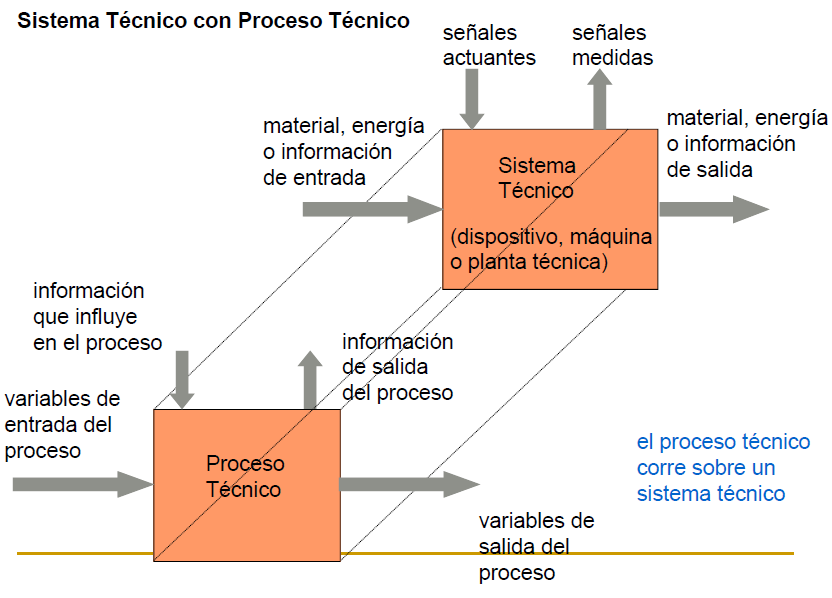 Sistema Técnico con Proceso Técnico
señales
actuantes
señales
medidas
material, energía
o información
de entrada
material, energía
o información
de salida
Sistema
Técnico
(dispositivo, máquina
o planta técnica)
información
que influye
en el proceso
información
de salida
del proceso
variables de
entrada del
proceso
Proceso
Técnico
el proceso técnico
corre sobre un
sistema técnico
variables de
salida del
proceso